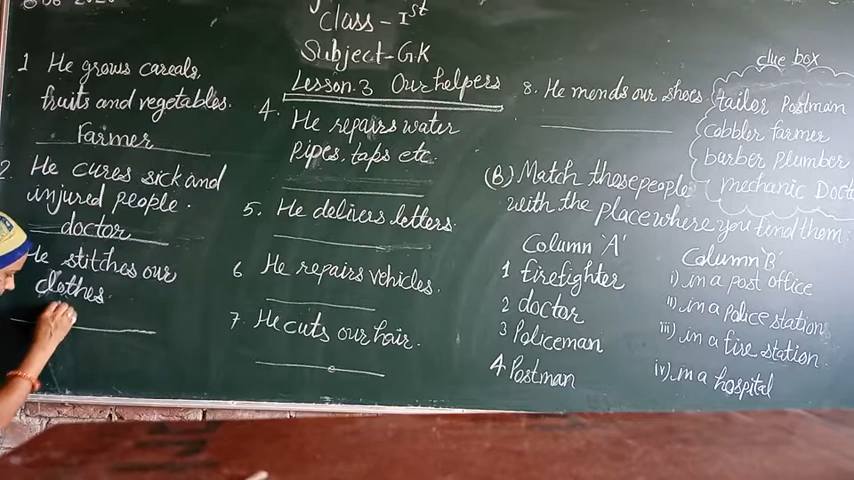 Class - Ist
Subject - G.K
Lesson.3 Our helpers
1 He grows careals,
fruits and vegetables.
Farmer
2 He cures sick and
injured people.
doctor
He stitches our
clothes.
4. He repairs water
pipes, taps etc.
5. He delivers letters.
6 He repairs vehicles.
7. He cuts our hair.
8. He mends our shoes
clue box
tailor Postman
cobbler farmer
barber Plumber
mechanic Docto
(B) Match these people
with the place where you find them:
Column 'A'
1 firefighter
2 doctor
3 Policeman
4 Postman
Column 'B'
i) in a post office
ii) in a police station
iii) in a fire station
iv) in a hospital